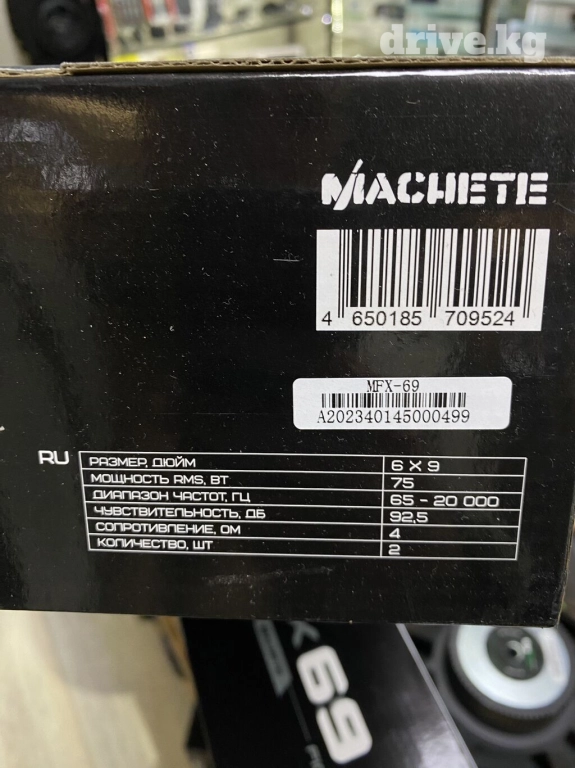 drive.kg
MACHETE
4 650185 709524
MFX-69
A202340145000499
RU
РАЗМЕР, ДЮЙМ 6 X 9
МОЩНОСТЬ RMS, ВТ 75
ДИАПАЗОН ЧАСТОТ, ГЦ 65 - 20 000
ЧУВСТВИТЕЛЬНОСТЬ, ДБ 92,5
СОПРОТИВЛЕНИЕ, ОМ 4
КОЛИЧЕСТВО, ШТ 2
X 69